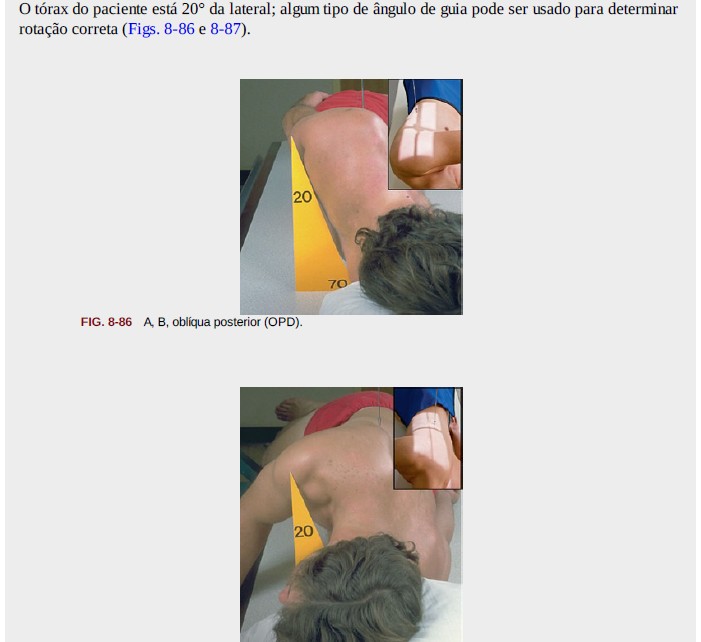 O tórax do paciente está 20° da lateral; algum tipo de ângulo de guia pode ser usado para determinar
rotação correta (Figs. 8-86 e 8-87).
20
70
FIG. 8-86 A, B, oblíqua posterior (OPD).
20